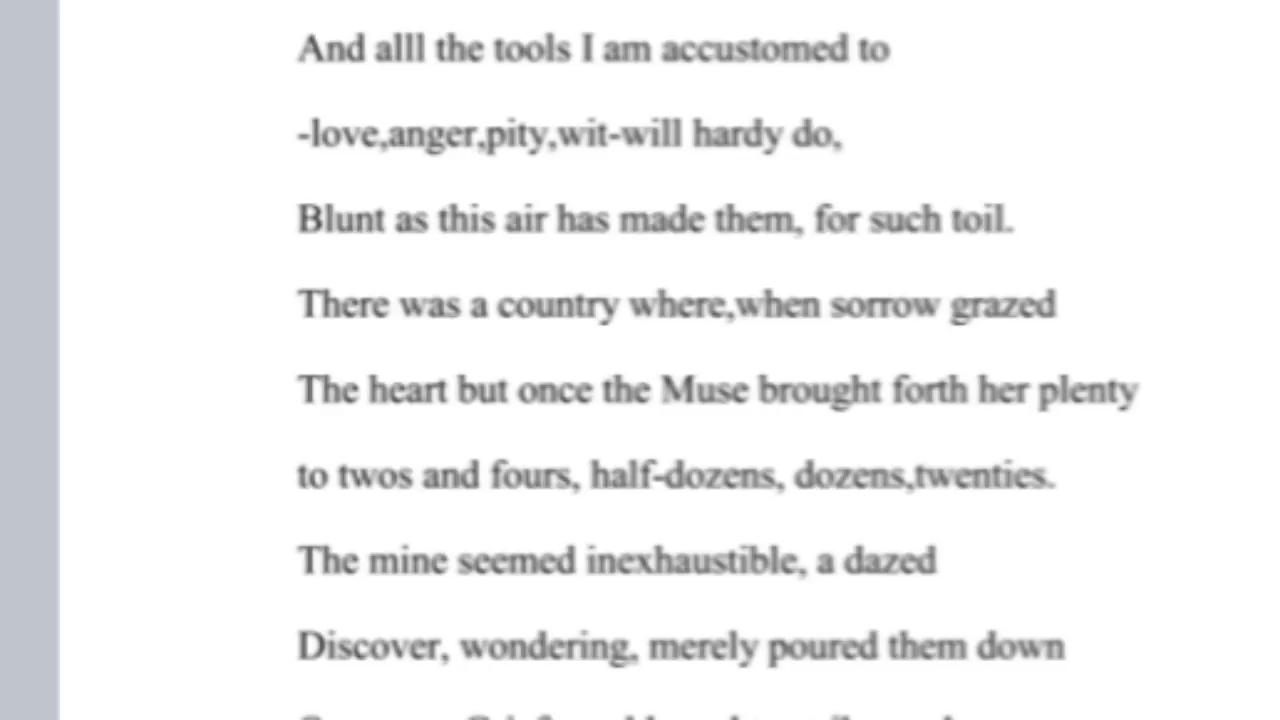 And alll the tools I am accustomed to
-love,anger,pity,wit-will hardy do,
Blunt as this air has made them, for such toil.
There was a country where,when sorrow grazed
The heart but once the Muse brought forth her plenty
to twos and fours, half-dozens, dozens,twenties.
The mine seemed inexhaustible, a dazed
Discover, wondering, merely poured them down